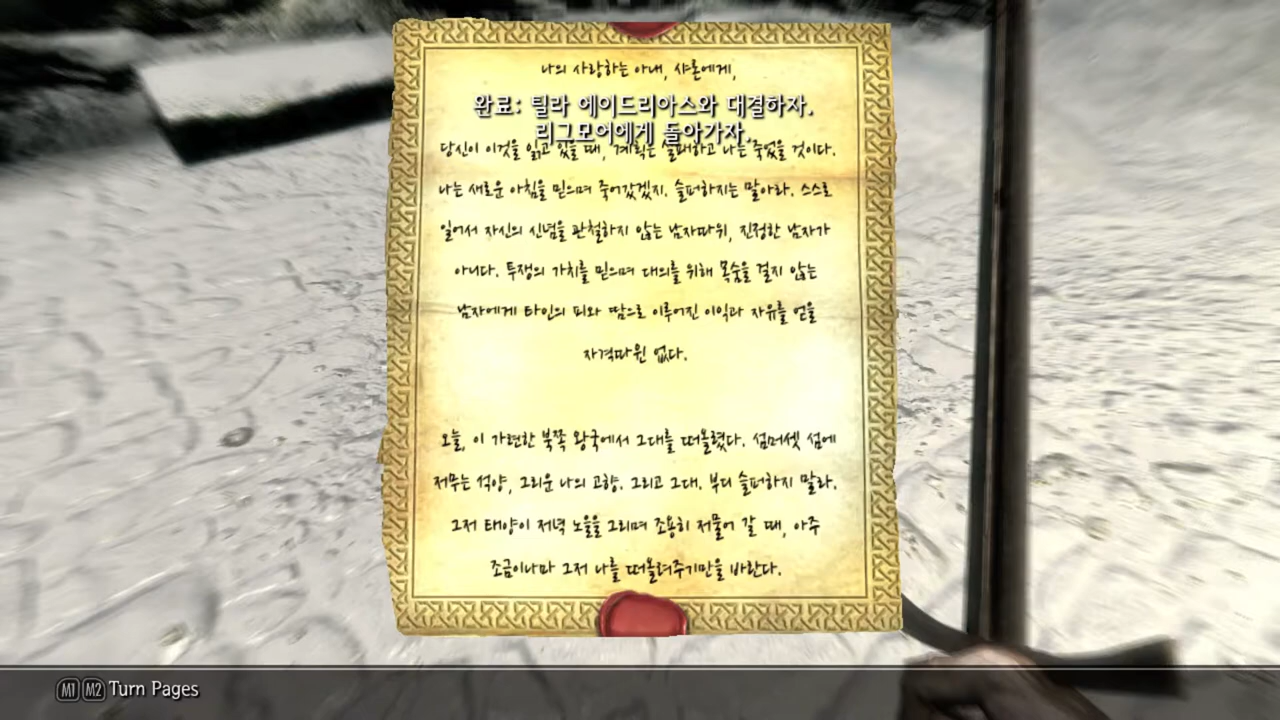 나의 사랑하는 아내, 샤론에게,
완료: 틸라 에이드리아스와 대결하자.
리그모어에게 돌아가자.
당신이 이것을 읽고 있을 때, 계획은 실패하고 나는 죽었을 것이다.
나는 새로운 아침을 믿으며 죽어갔겠지. 슬퍼하지는 말아라. 스스로
일어서 자신의 신념을 관철하지 않는 남자따위, 진정한 남자가
아니다. 투쟁의 가치를 믿으며 대의를 위해 목숨을 걸지 않는
남자에게 타인의 피와 땀으로 이루어진 이익과 자유를 얻을
자격따윈 없다.
오늘, 이 가련한 북쪽 왕국에서 그대를 떠올렸다. 섬머셋 섬에
저무는 석양, 그리운 나의 고향. 그리고 그대. 부디 슬퍼하지 말라.
그저 태양이 저녁 노을을 그리며 조용히 저물어 갈 때, 아주
조금이나마 그저 나를 떠올려주기만을 바란다.
M1 M2 Turn Pages